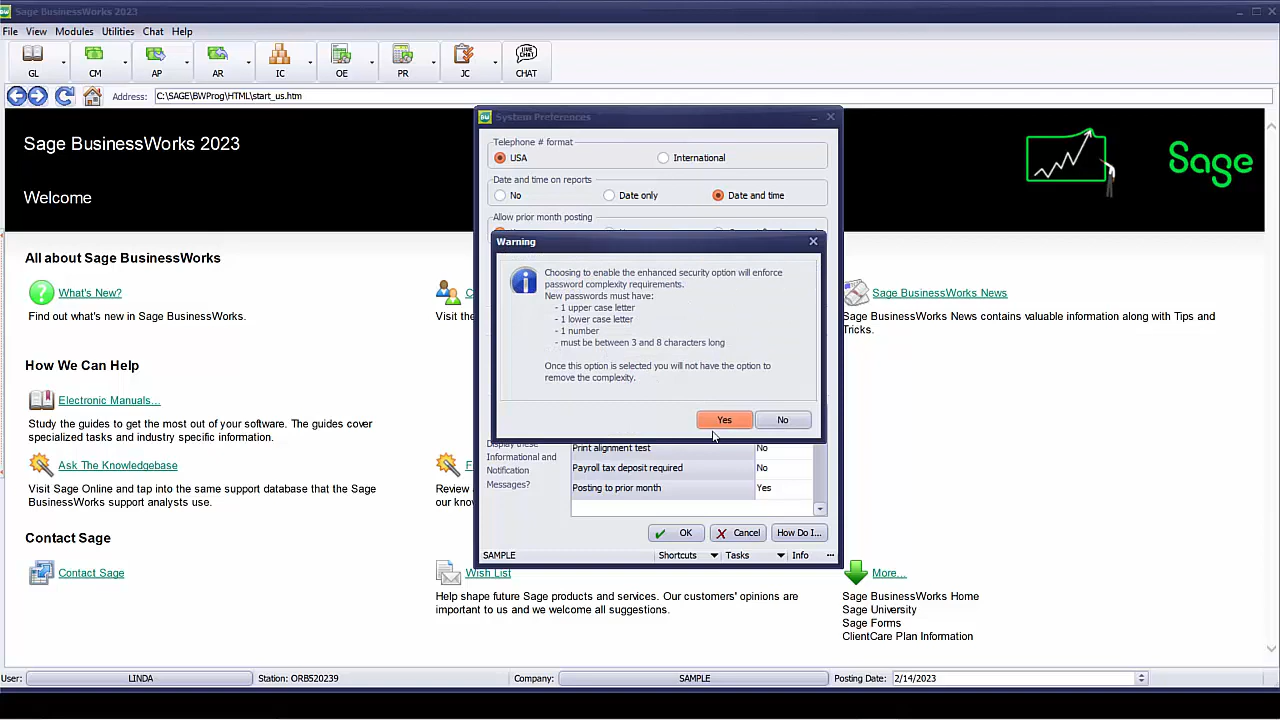 BW Sage BusinessWorks 2023
File View Modules Utilities Chat Help
GL CM AP AR IC OE PR JC CHAT
LIVE CHAT
Address: C:\SAGE\BWProg\HTML\start_us.htm
Sage BusinessWorks 2023
Welcome
Sage
All about Sage BusinessWorks
What's New?
Find out what's new in Sage BusinessWorks.
C
Visit the
Sage BusinessWorks News
Sage BusinessWorks News contains valuable information along with Tips and
Tricks.
How We Can Help
Electronic Manuals...
Study the guides to get the most out of your software. The guides cover
specialized tasks and industry specific information.
Ask The Knowledgebase
Visit Sage Online and tap into the same support database that the Sage
BusinessWorks support analysts use.
F
Review
our know
Contact Sage
Contact Sage
Wish List
Help shape future Sage products and services. Our customers' opinions are
important to us and we welcome all suggestions.
More...
Sage BusinessWorks Home
Sage University
Sage Forms
ClientCare Plan Information
BW System Preferences
Telephone # format
USA International
Date and time on reports
No Date only Date and time
Allow prior month posting
Warning
Choosing to enable the enhanced security option will enforce
password complexity requirements.
New passwords must have:
- 1 upper case letter
- 1 lower case letter
- 1 number
- must be between 3 and 8 characters long
Once this option is selected you will not have the option to
remove the complexity.
Yes No
Display these
Informational and
Notification
Messages?
Print alignment test No
Payroll tax deposit required No
Posting to prior month Yes
OK Cancel How Do I...
SAMPLE Shortcuts Tasks Info
User: LINDA Station: ORB520239 Company: SAMPLE Posting Date: 2/14/2023